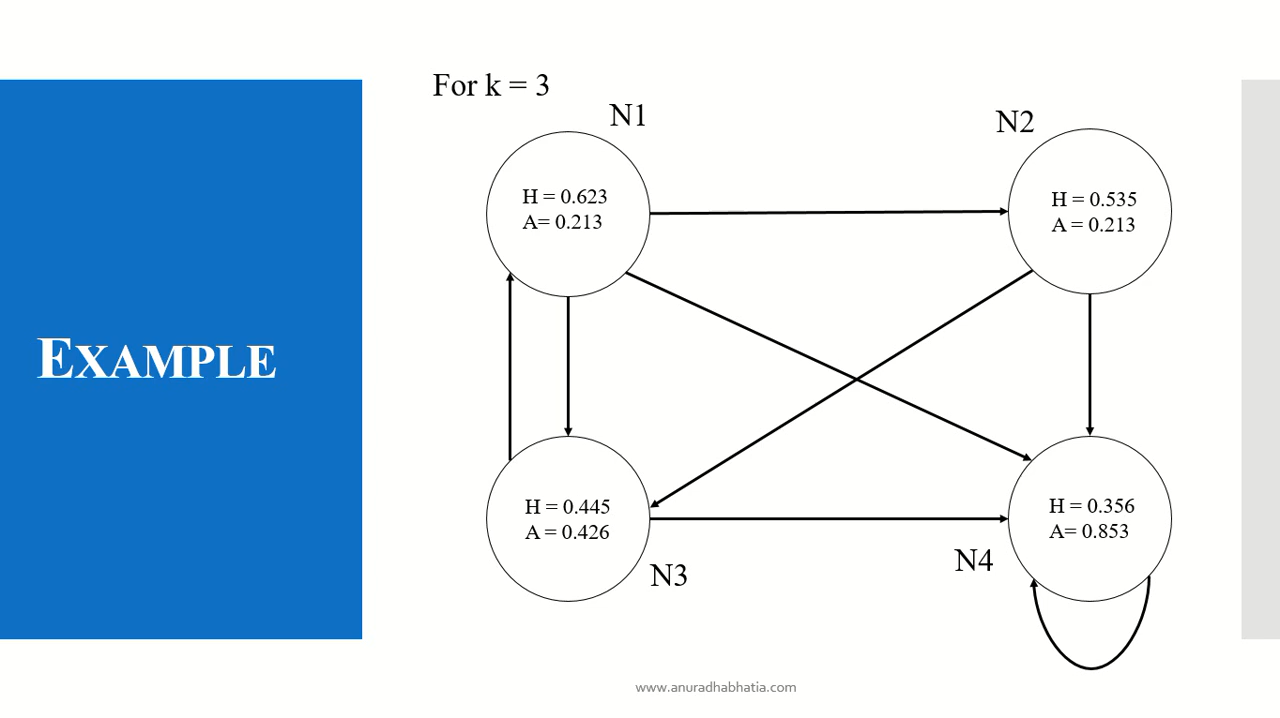 For k = 3
N1
N2
H = 0.623
A= 0.213
H = 0.535
A = 0.213
EXAMPLE
H = 0.445
A = 0.426
H = 0.356
A= 0.853
N3
N4
www.anuradhabhatia.com